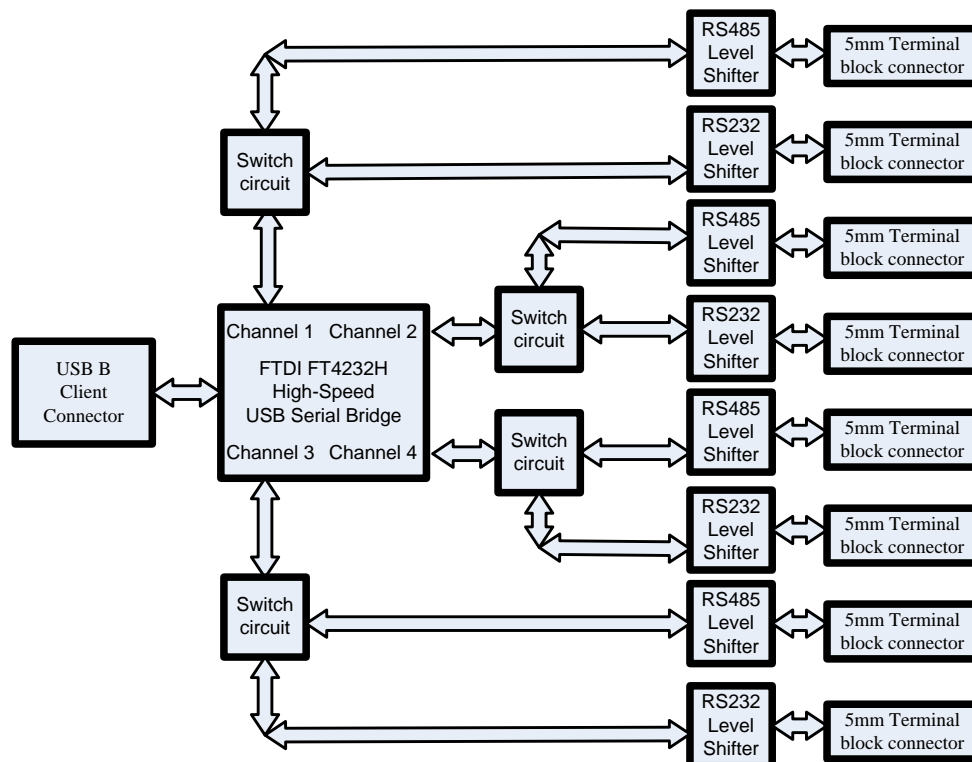 RS485
Level
Shifter
5mm Terminal
block connector
RS232
Level
Shifter
5mm Terminal
block connector
Switch
circuit
RS485
Level
Shifter
5mm Terminal
block connector
Switch
circuit
RS232
Level
Shifter
5mm Terminal
block connector
Channel 1 Channel 2
FTDI FT4232H
High-Speed
USB Serial Bridge
Channel 3 Channel 4
USB B
Client
Connector
RS485
Level
Shifter
5mm Terminal
block connector
Switch
circuit
RS232
Level
Shifter
5mm Terminal
block connector
Switch
circuit
RS485
Level
Shifter
5mm Terminal
block connector
RS232
Level
Shifter
5mm Terminal
block connector